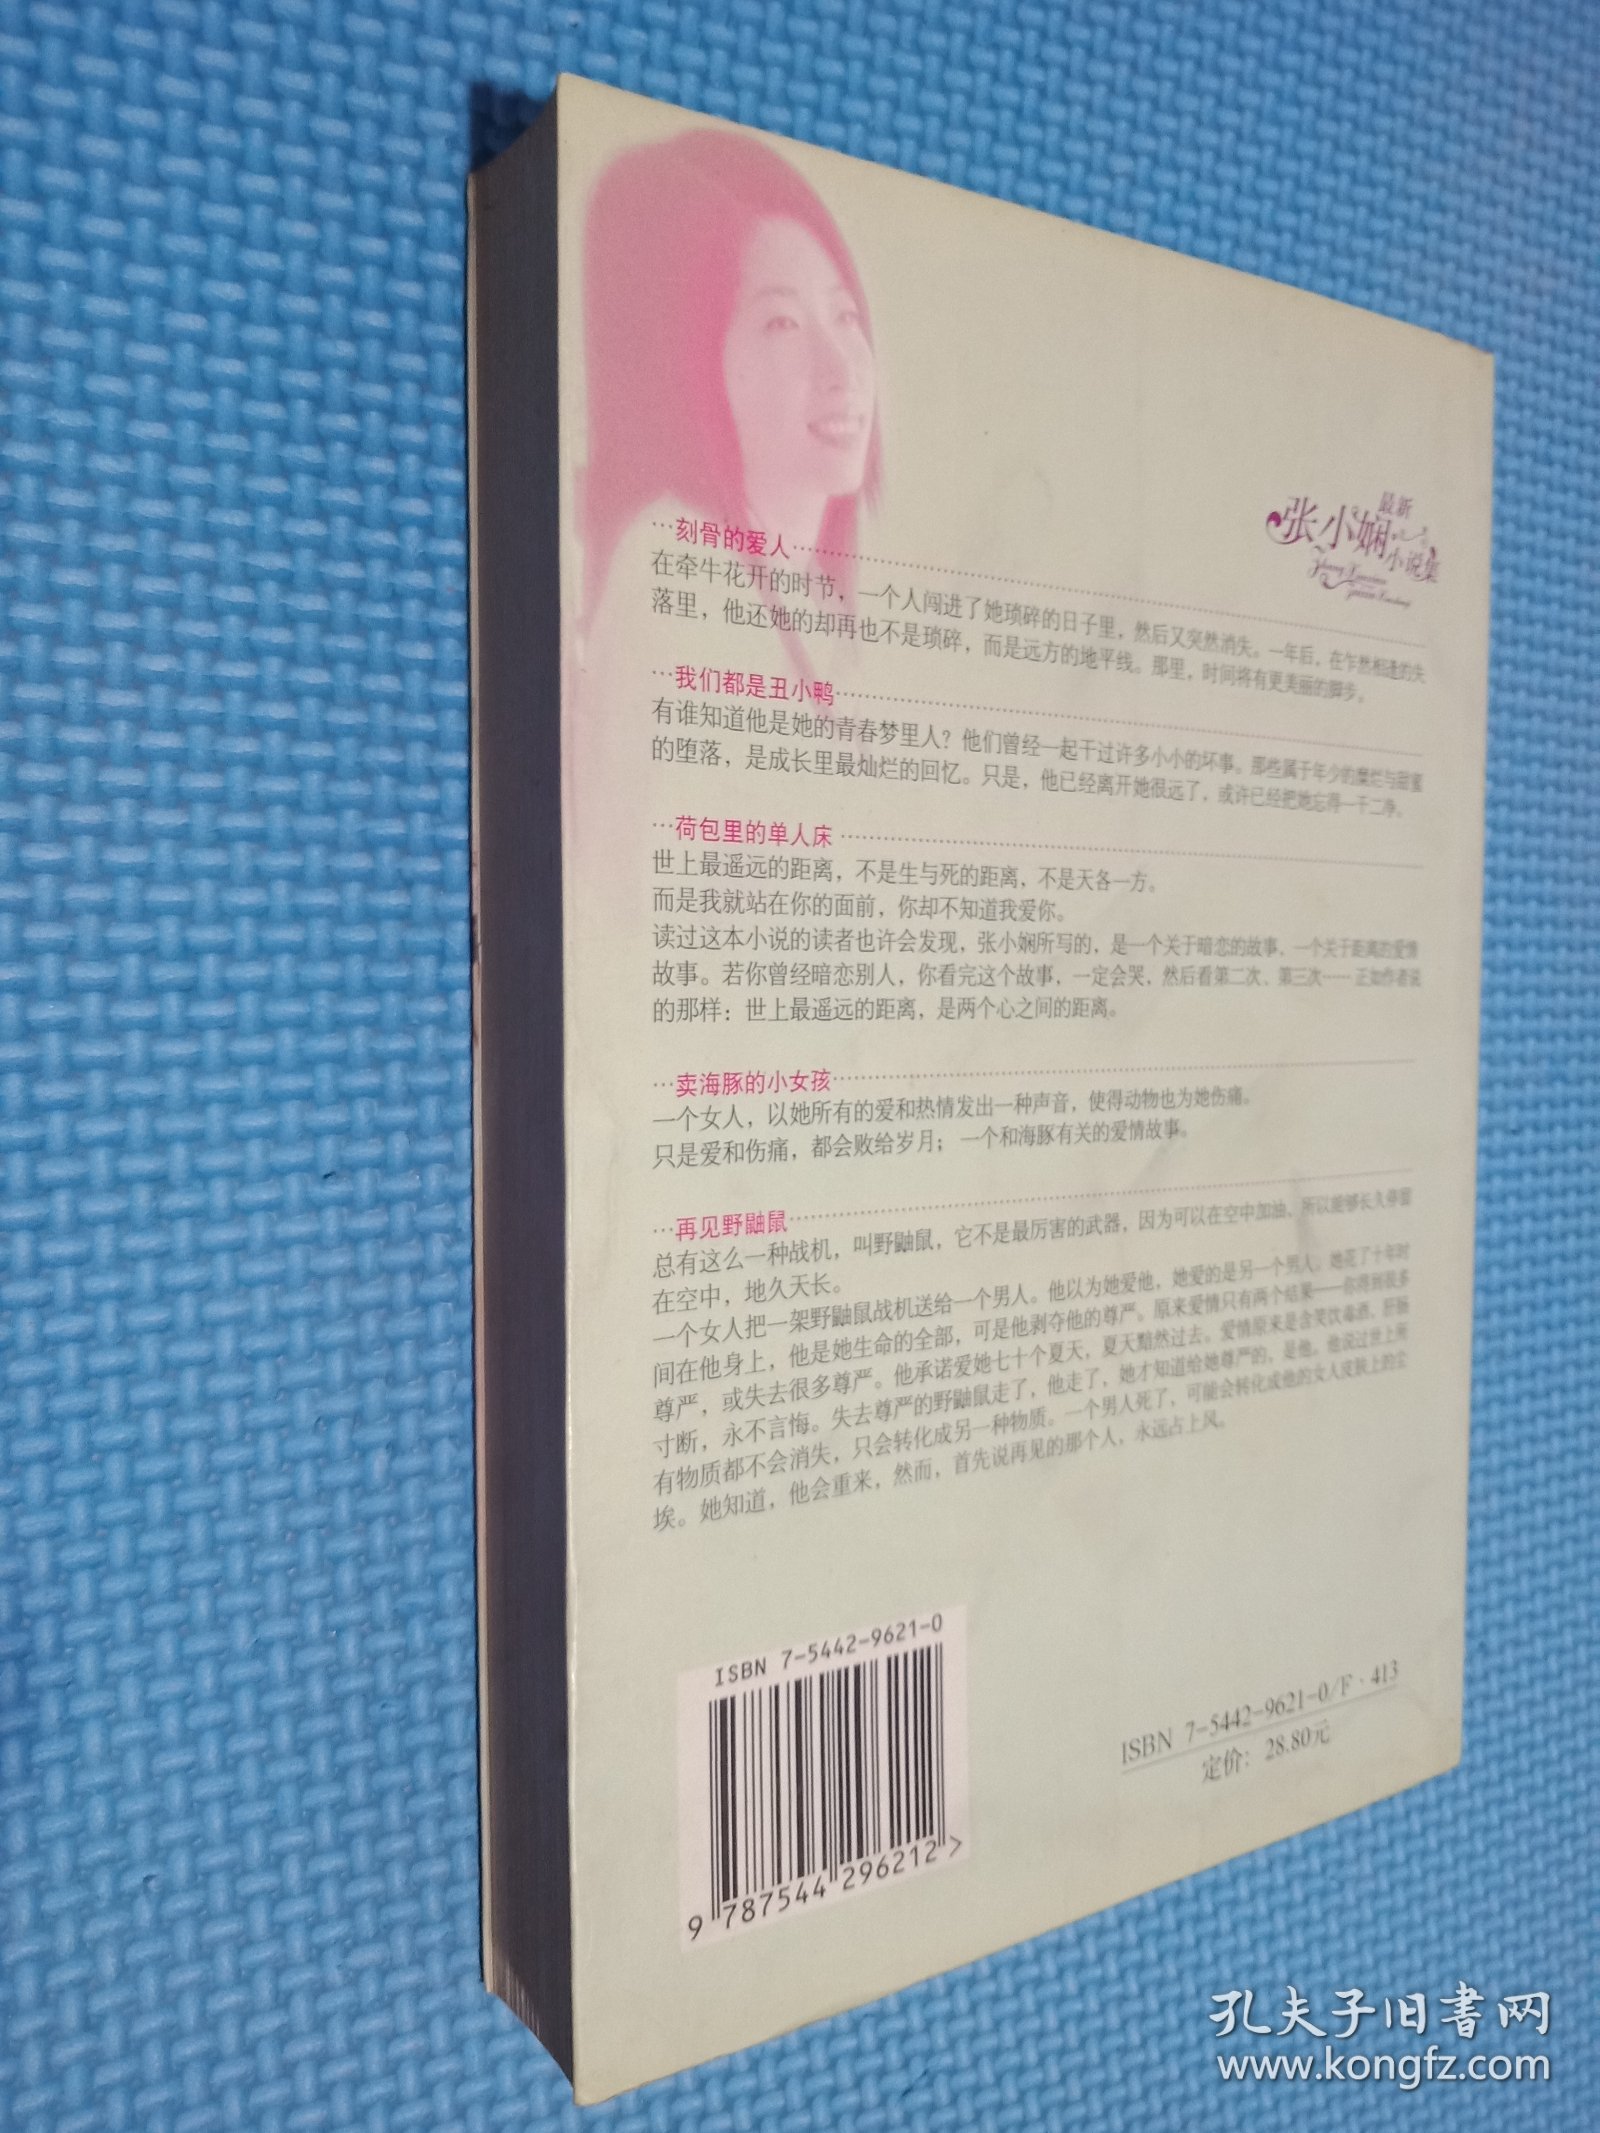 最新
张小娴
小说集
…刻骨的爱人
在牵牛花开的时节，一个人闯进了她琐碎的日子里，然后又突然消失。一年后，在乍然相逢的失
落里，他还她的却再也不是琐碎，而是远方的地平线。那里，时间将有更美丽的脚步。
…我们都是丑小鸭
有谁知道他是她的青春梦里人？他们曾经一起干过许多小小的坏事。那些属于年少的糜烂与甜蜜
的堕落，是成长里最灿烂的回忆。只是，他已经离开她很远了，或许已经把她忘得一干二净。
…荷包里的单人床
世上最遥远的距离，不是生与死的距离，不是天各一方。
而是我就站在你的面前，你却不知道我爱你。
读过这本小说的读者也许会发现，张小娴所写的，是一个关于暗恋的故事，一个关于距离的爱情
故事。若你曾经暗恋别人，你看完这个故事，一定会哭，然后看第二次、第三次……正如作者说
的那样：世上最遥远的距离，是两个心之间的距离。
…卖海豚的小女孩
一个女人，以她所有的爱和热情发出一种声音，使得动物也为她伤痛。
只是爱和伤痛，都会败给岁月；一个和海豚有关的爱情故事。
…再见野鼬鼠
总有这么一种战机，叫野鼬鼠，它不是最厉害的武器，因为可以在空中加油、所以能够长久停留
在空中，地久天长。
一个女人把一架野鼬鼠战机送给一个男人。他以为她爱他，她爱的是另一个男人。她花了十年时
间在他身上，他是她生命的全部，可是他剥夺他的尊严。原来爱情只有两个结果——你得到很多
尊严，或失去很多尊严。他承诺爱她七十个夏天，夏天黯然过去。爱情原来是含笑饮毒酒，肝肠
寸断，永不言悔。失去尊严的野鼬鼠走了，他走了，她才知道给她尊严的，是他。他说过世上所
有物质都不会消失，只会转化成另一种物质。一个男人死了，可能会转化成他的女人皮肤上的尘
埃。她知道，他会重来，然而，首先说再见的那个人，永远占上风。
ISBN 7-5442-9621-0
9 787544 296212 >
ISBN 7-5442-9621-0/F·413
定价：28.80元
孔夫子旧书网
www.kongfz.com